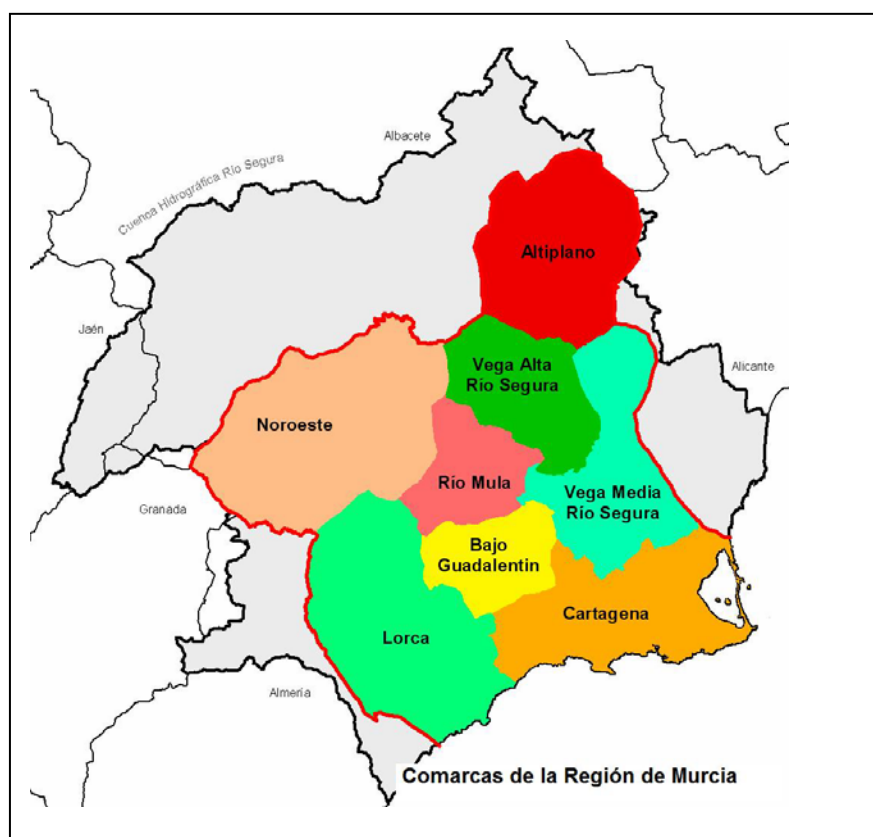 Albacete
Cuenca Hidrográfica Río Segura
Altiplano
Jaén
Vega Alta
Río Segura
Alicante
Noroeste
Río Mula
Vega Media
Río Segura
Granada
Bajo
Guadalentin
Cartagena
Lorca
Almería
Comarcas de la Región de Murcia